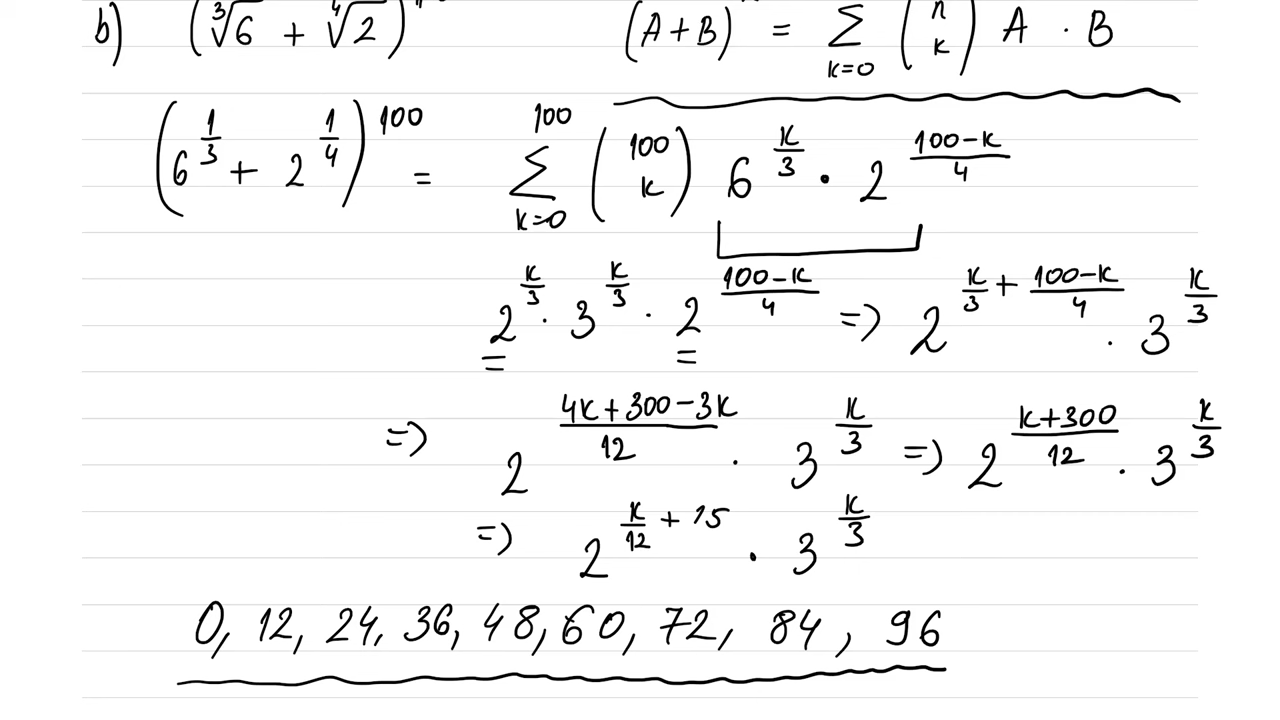 b) (∛6 + ∜2) (A+B) = Σ k=0 (n k) A · B
(6^(1/3) + 2^(1/4))^100 = Σ_(k=0)^100 (100 k) 6^(k/3) · 2^((100-k)/4)
2^(k/3) · 3^(k/3) · 2^((100-k)/4) => 2^(k/3 + (100-k)/4) · 3^(k/3)
=> 2^((4k+300-3k)/12) · 3^(k/3) => 2^((k+300)/12) · 3^(k/3)
=> 2^(k/12 + 15) · 3^(k/3)
0, 12, 24, 36, 48, 60, 72, 84, 96